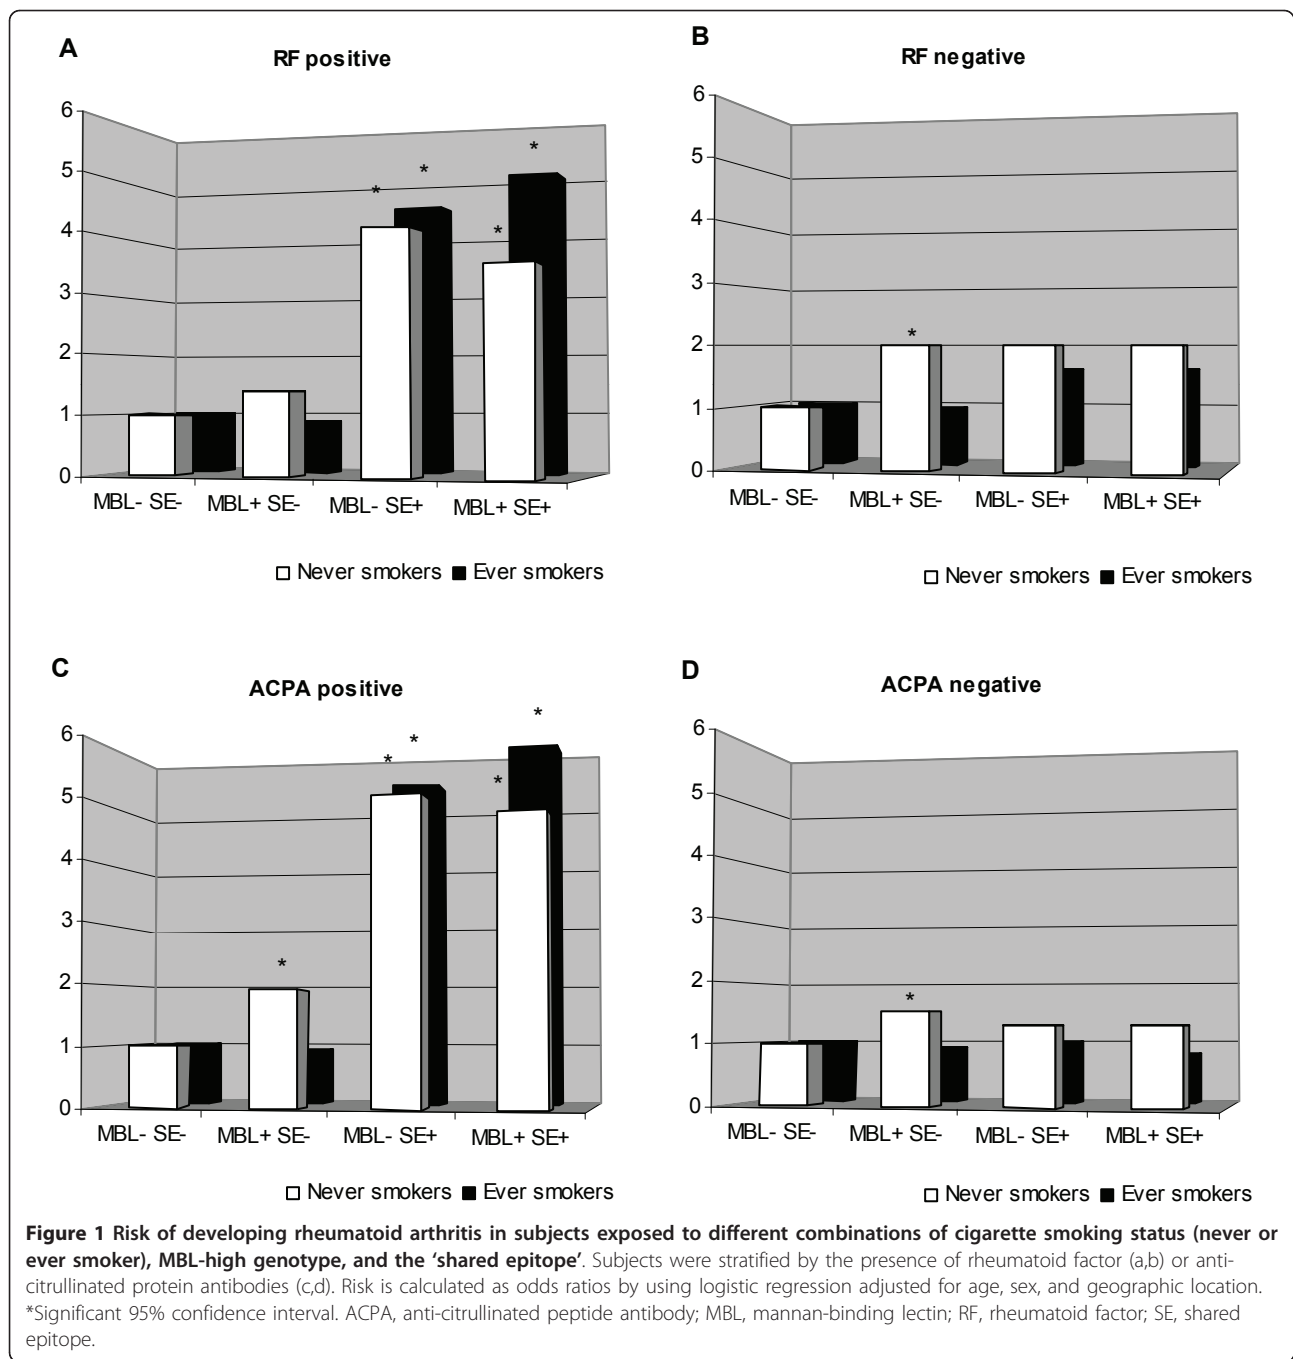 A
RF positive
6
5
4
3
2
1
0
* * * *
MBL- SE- MBL+ SE- MBL- SE+ MBL+ SE+
Never smokers Ever smokers
B
RF negative
6
5
4
3
2
1
0
*
MBL- SE- MBL+ SE- MBL- SE+ MBL+ SE+
Never smokers Ever smokers
C
ACPA positive
6
5
4
3
2
1
0
* * * * *
MBL- SE- MBL+ SE- MBL- SE+ MBL+ SE+
Never smokers Ever smokers
D
ACPA negative
6
5
4
3
2
1
0
*
MBL- SE- MBL+ SE- MBL- SE+ MBL+ SE+
Never smokers Ever smokers
Figure 1 Risk of developing rheumatoid arthritis in subjects exposed to different combinations of cigarette smoking status (never or
ever smoker), MBL-high genotype, and the ‘shared epitope’. Subjects were stratified by the presence of rheumatoid factor (a,b) or anti-
citrullinated protein antibodies (c,d). Risk is calculated as odds ratios by using logistic regression adjusted for age, sex, and geographic location.
*Significant 95% confidence interval. ACPA, anti-citrullinated peptide antibody; MBL, mannan-binding lectin; RF, rheumatoid factor; SE, shared
epitope.